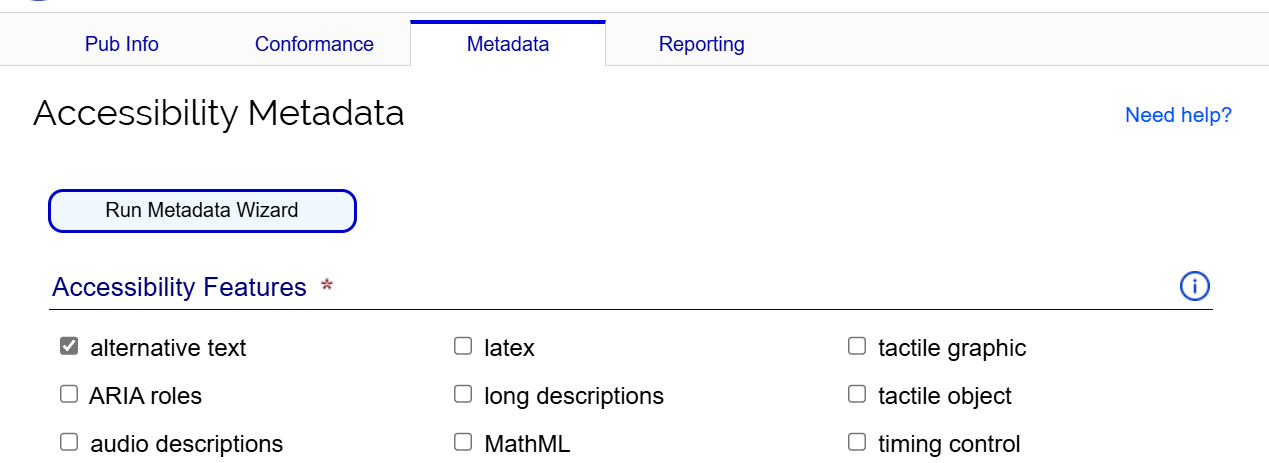 Pub Info Conformance Metadata Reporting
Accessibility Metadata
Need help?
Run Metadata Wizard
Accessibility Features *
alternative text latex tactile graphic
ARIA roles long descriptions tactile object
audio descriptions MathML timing control